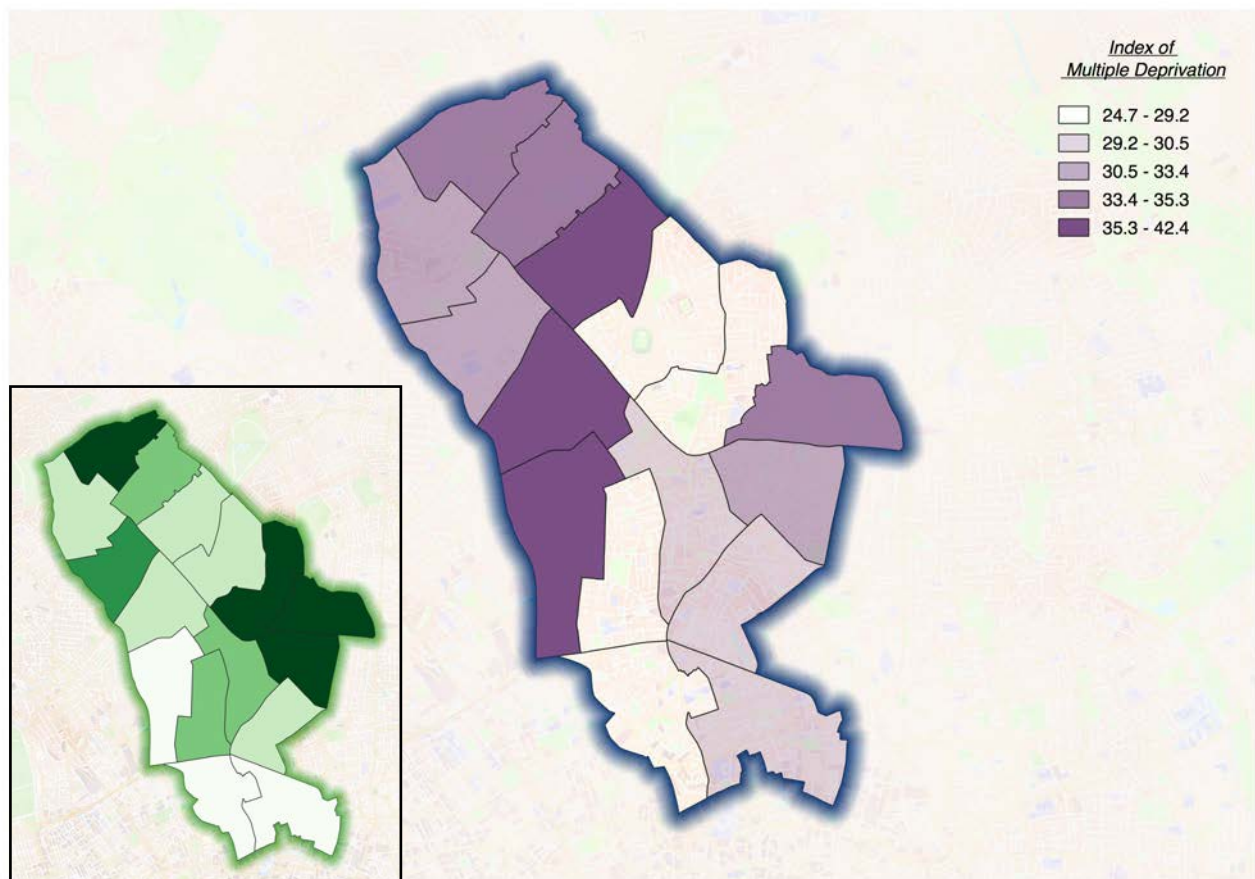 Index of
Multiple Deprivation
24.7 - 29.2
29.2 - 30.5
30.5 - 33.4
33.4 - 35.3
35.3 - 42.4